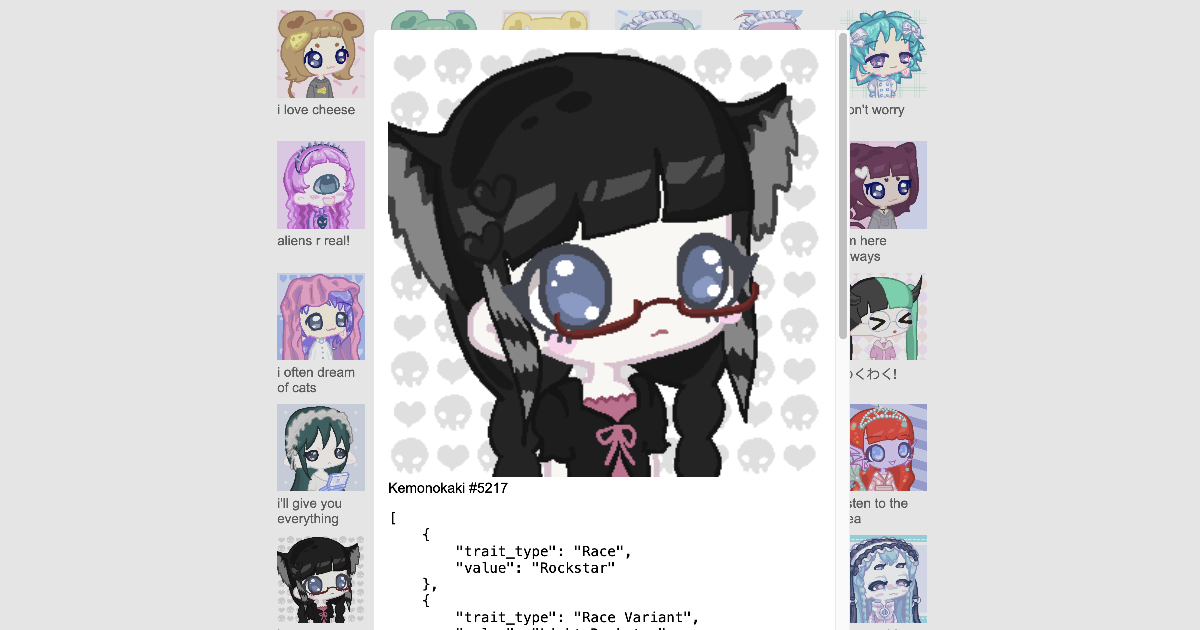 i love cheese
on't worry
aliens r real!
m here
ways
i often dream
of cats
くわく!
i'll give you
everything
sten to the
ea
Kemonokaki #5217
[
{
"trait_type": "Race",
"value": "Rockstar"
},
{
"trait_type": "Race Variant",